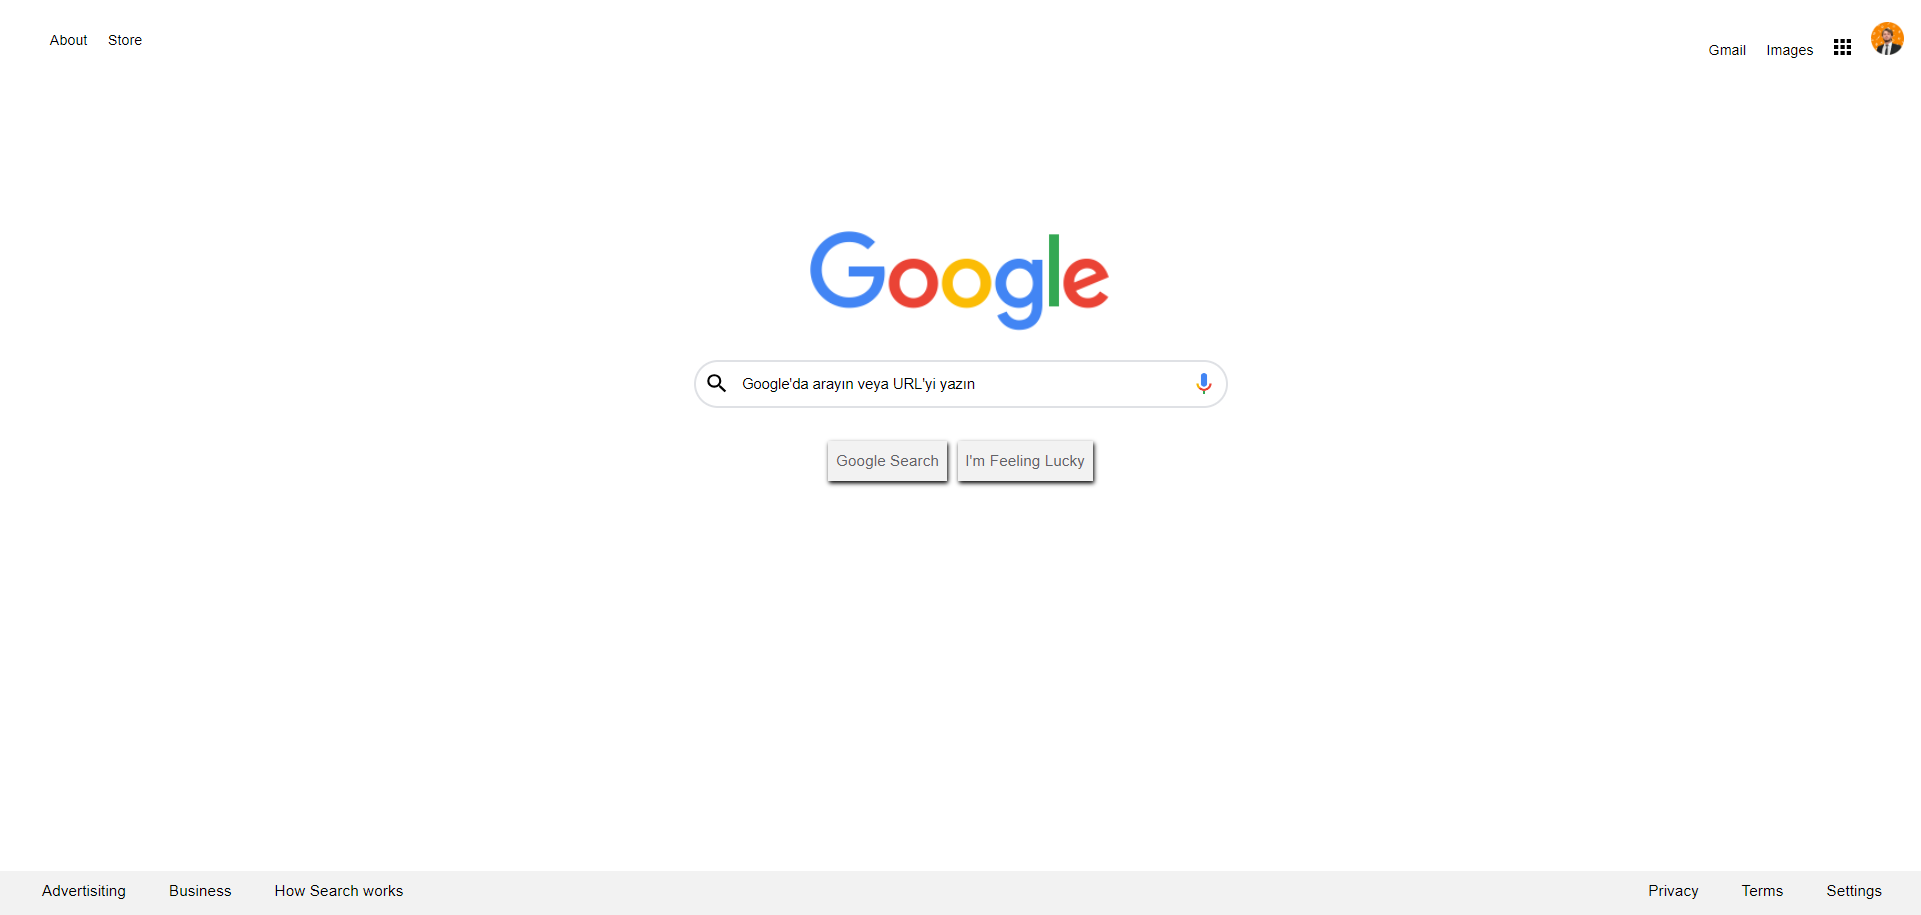 About Store
Gmail Images
Google
Google'da arayın veya URL'yi yazın
Google Search I'm Feeling Lucky
Advertisiting Business How Search works Privacy Terms Settings